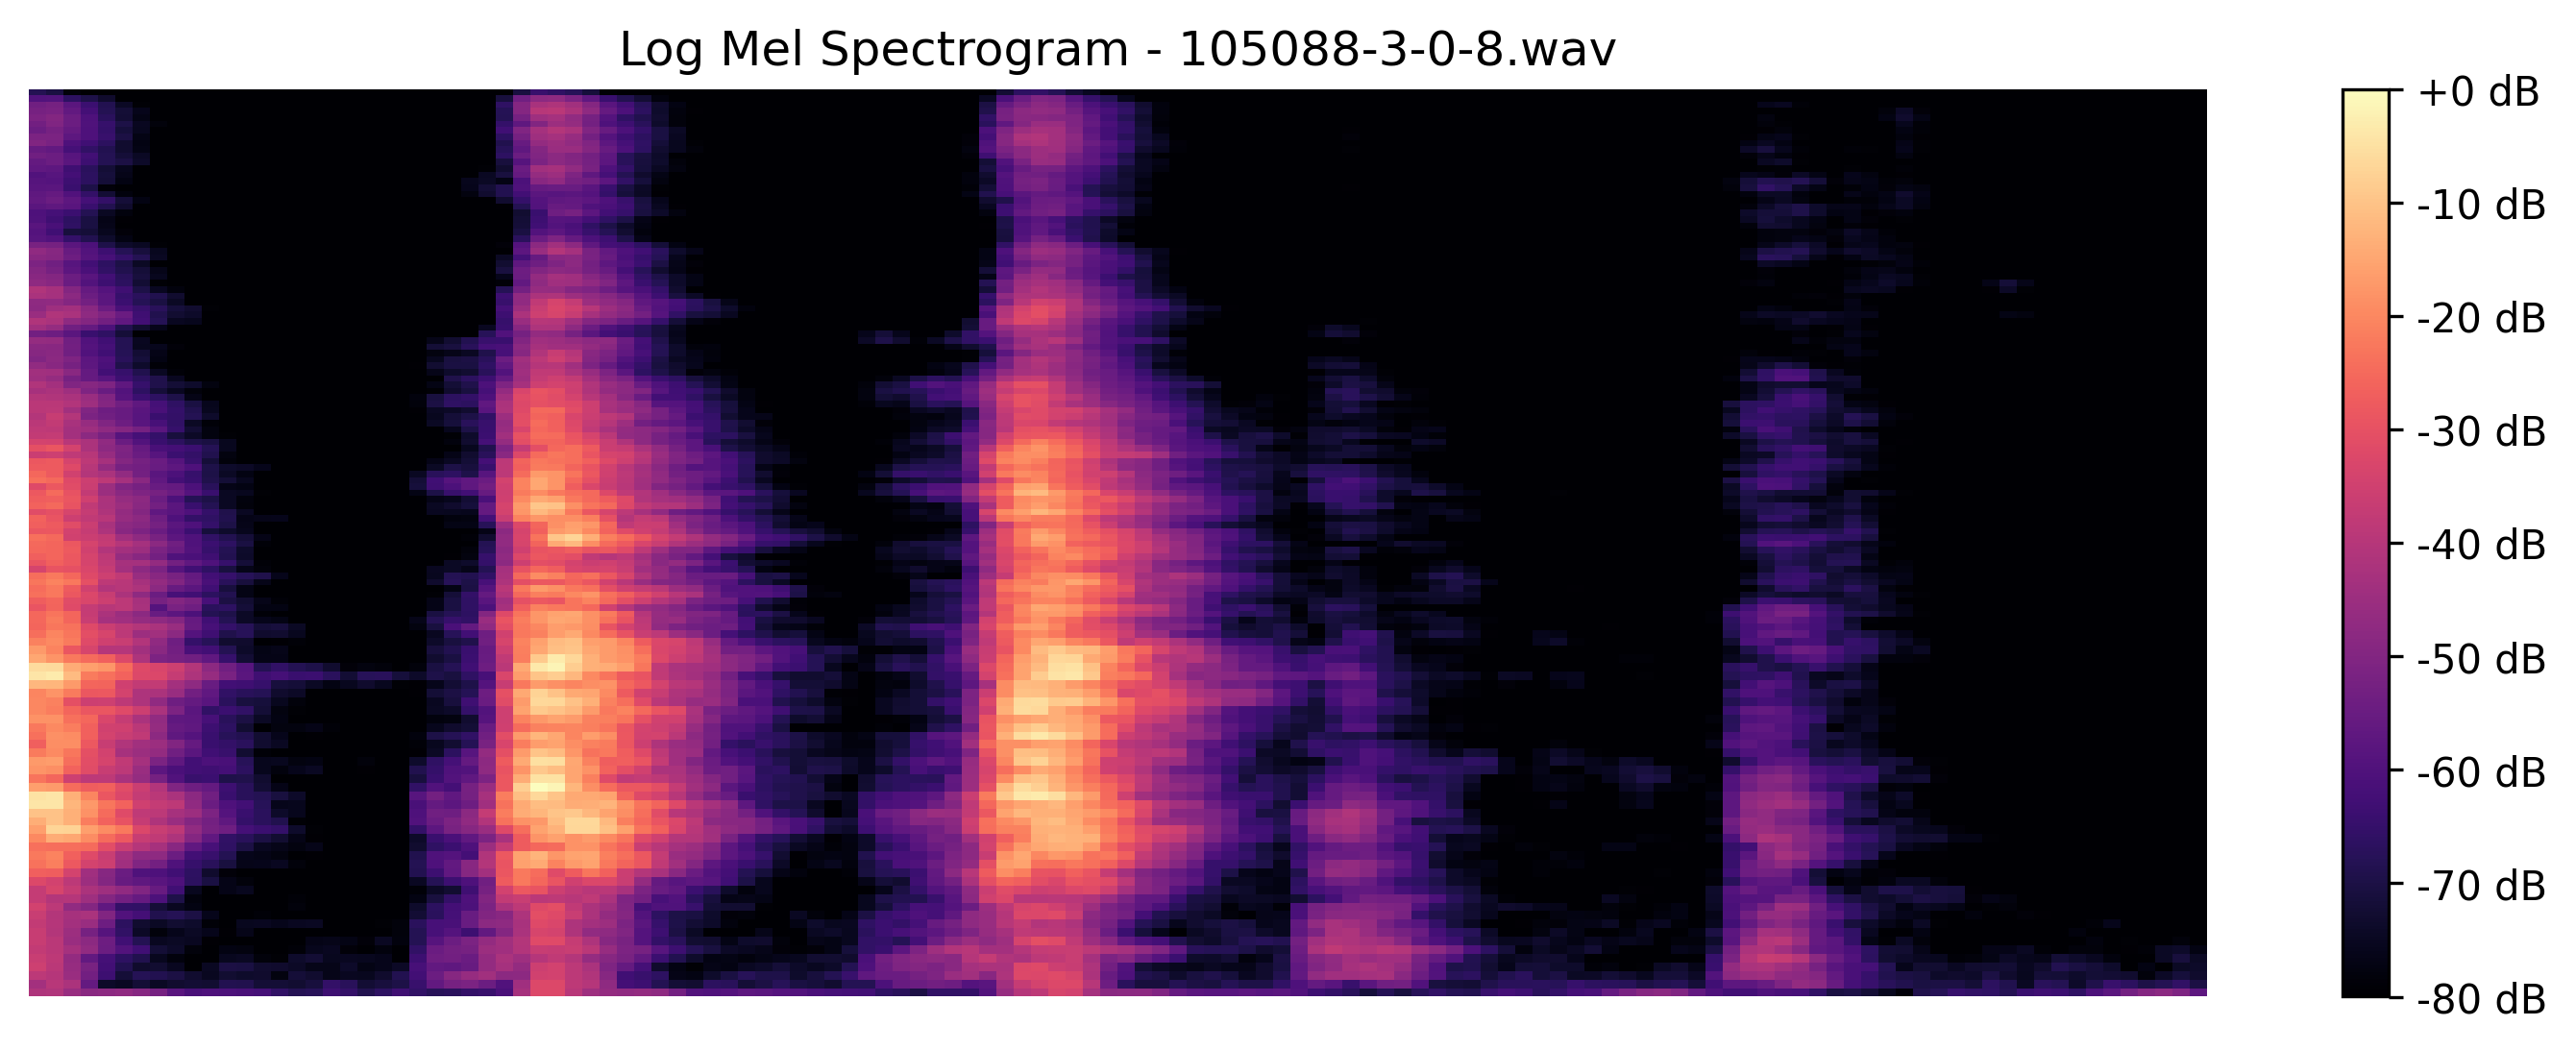 Log Mel Spectrogram - 105088-3-0-8.wav
+0 dB
-10 dB
-20 dB
-30 dB
-40 dB
-50 dB
-60 dB
-70 dB
-80 dB